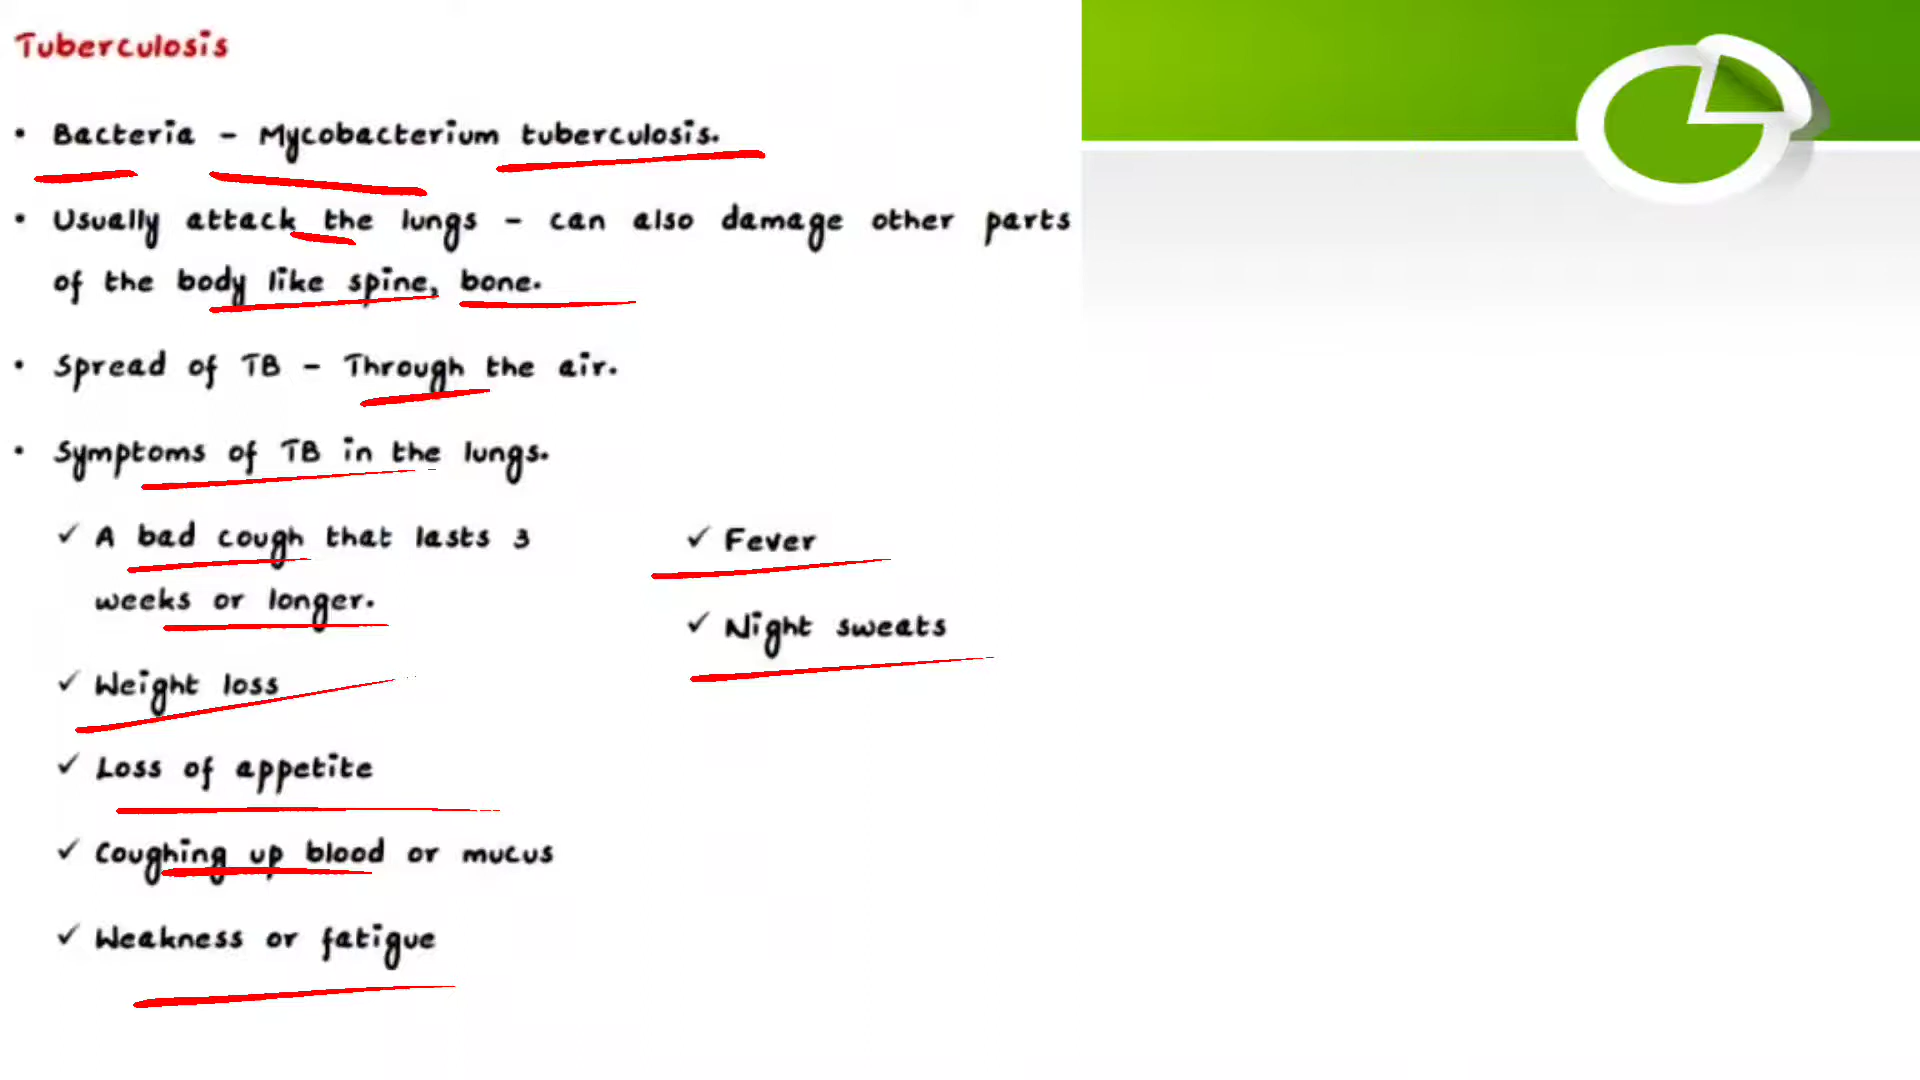 Tuberculosis
• Bacteria - Mycobacterium tuberculosis.
• Usually attack the lungs - can also damage other parts
of the body like spine, bone.
• Spread of TB - Through the air.
• Symptoms of TB in the lungs.
✓ A bad cough that lasts 3
weeks or longer.
✓ Weight loss
✓ Loss of appetite
✓ Coughing up blood or mucus
✓ Weakness or fatigue
✓ Fever
✓ Night sweats